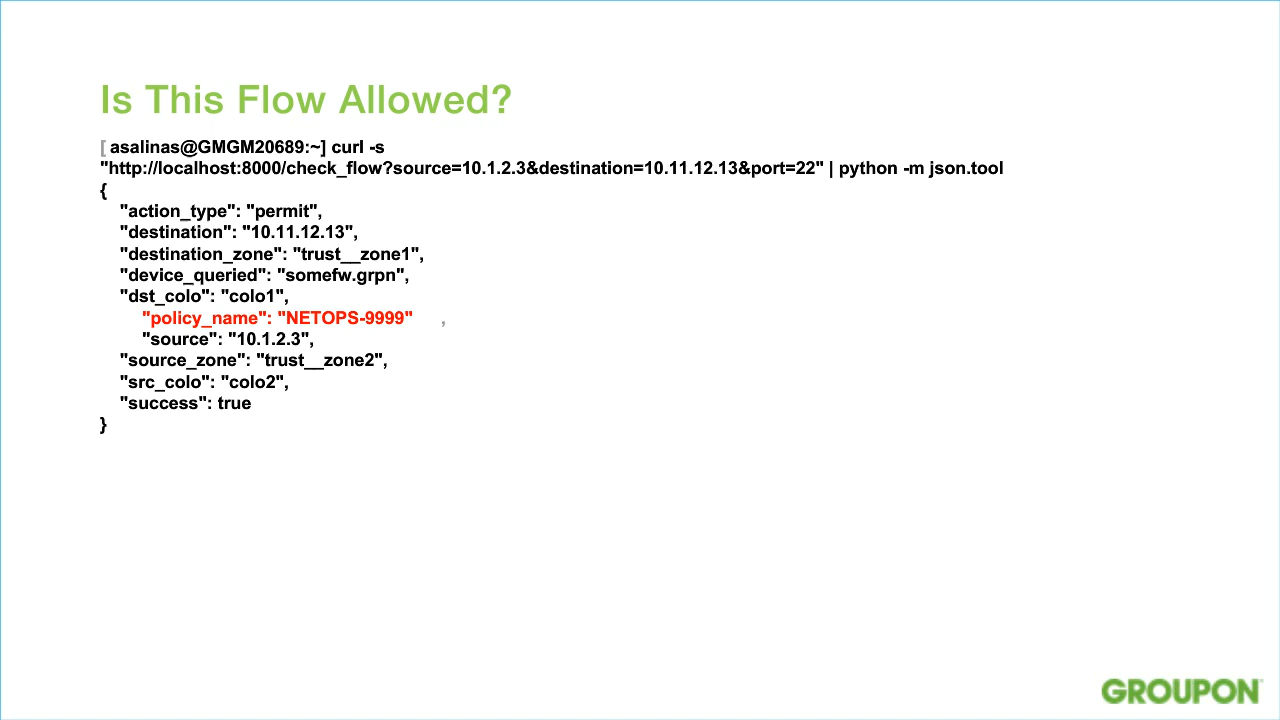 Is This Flow Allowed?
[ asalinas@GMGM20689:~] curl -s
"http://localhost:8000/check_flow?source=10.1.2.3&destination=10.11.12.13&port=22" | python -m json.tool
{
"action_type": "permit",
"destination": "10.11.12.13",
"destination_zone": "trust__zone1",
"device_queried": "somefw.grpn",
"dst_colo": "colo1",
"policy_name": "NETOPS-9999" ,
"source": "10.1.2.3",
"source_zone": "trust__zone2",
"src_colo": "colo2",
"success": true
}
GROUPON